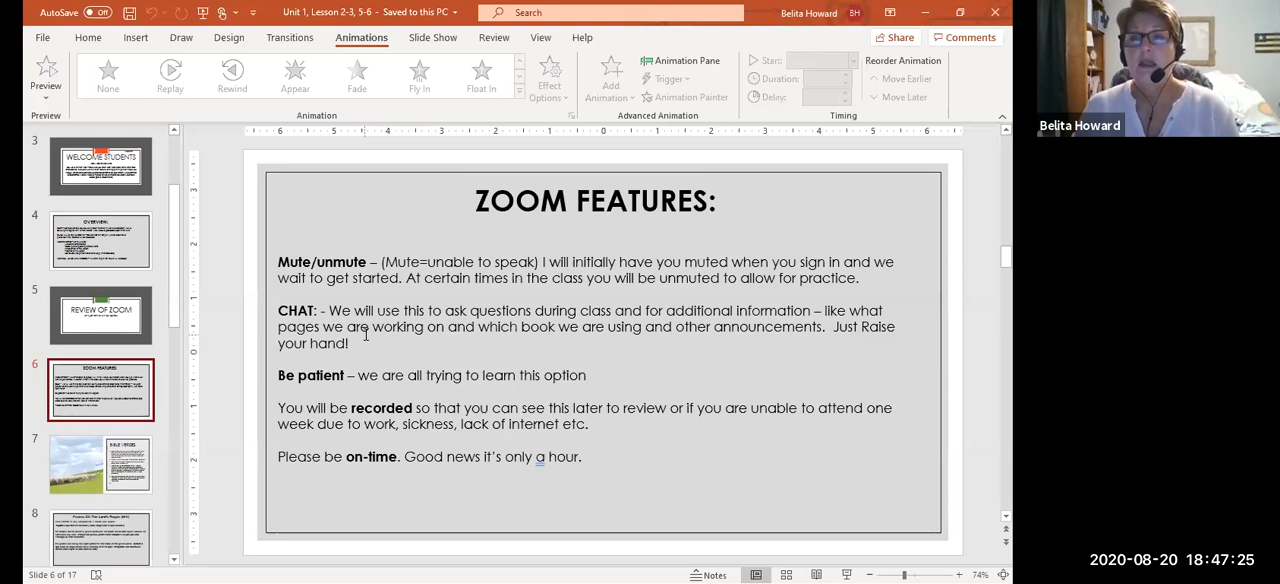 AutoSave Off Unit 1, Lesson 2-3, 5-6 - Saved to this PC Search Belita Howard BH
File Home Insert Draw Design Transitions Animations Slide Show Review View Help Share Comments
Preview None Replay Rewind Appear Fade Fly In Float In Effect Options Add Animation Animation Pane Trigger Animation Painter Start: Duration: Delay: Reorder Animation Move Earlier Move Later
Preview Animation Advanced Animation Timing
Belita Howard
3
WELCOME STUDENTS
4
OVERVIEW:
5
REVIEW OF ZOOM
6
ZOOM FEATURES:
7
BIBLE VERSES
8
ZOOM FEATURES:
Mute/unmute – (Mute=unable to speak) I will initially have you muted when you sign in and we
wait to get started. At certain times in the class you will be unmuted to allow for practice.
CHAT: - We will use this to ask questions during class and for additional information – like what
pages we are working on and which book we are using and other announcements. Just Raise
your hand!
Be patient – we are all trying to learn this option
You will be recorded so that you can see this later to review or if you are unable to attend one
week due to work, sickness, lack of internet etc.
Please be on-time. Good news it's only a hour.
Slide 6 of 17 Notes 74%
2020-08-20 18:47:25